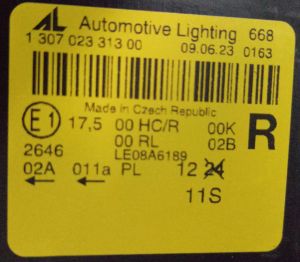 AL Automotive Lighting 668
1 307 023 313 00 09.06.23 0163
Made in Czech Republic
E1 17,5 00 HC/R 00K R
00 RL 02B
2646 LE08A6189
02A 011a PL 12 24
← ← 11S